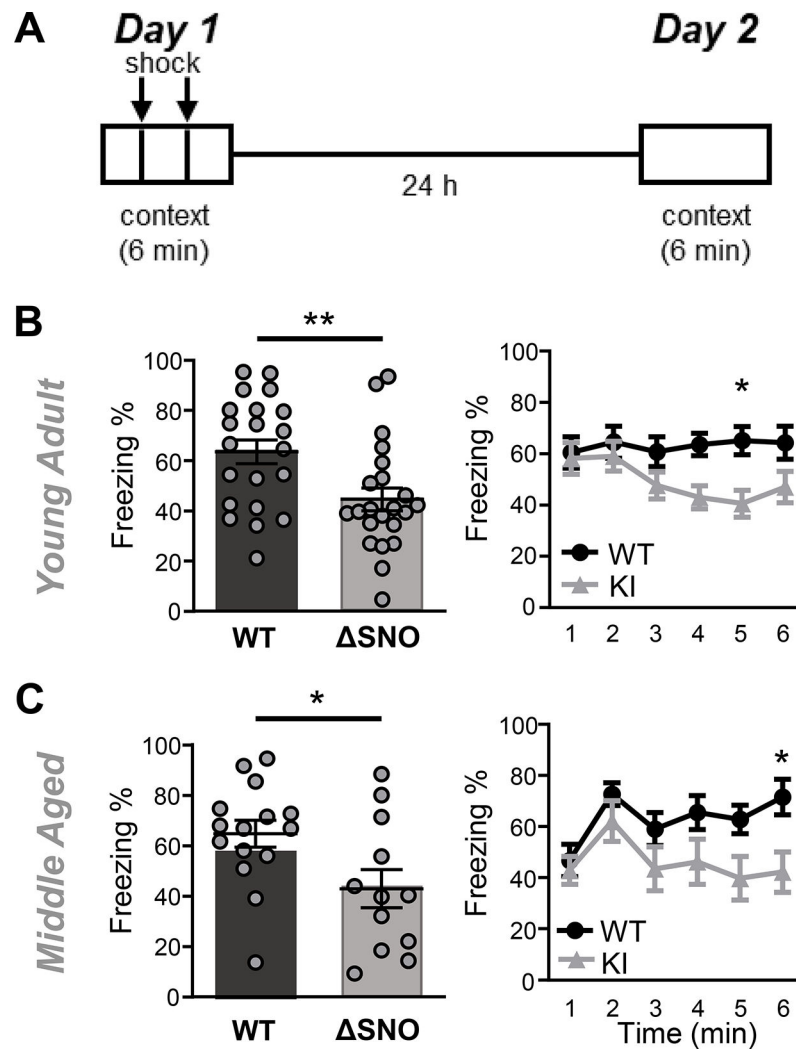 A
Day 1
Day 2
shock
24 h
context
(6 min)
context
(6 min)
B
Young Adult
**
Freezing %
100
80
60
40
20
0
WT
ΔSNO
*
Freezing %
100
80
60
40
20
0
WT
KI
1 2 3 4 5 6
C
Middle Aged
*
Freezing %
100
80
60
40
20
0
WT
ΔSNO
*
Freezing %
100
80
60
40
20
0
WT
KI
1 2 3 4 5 6
Time (min)